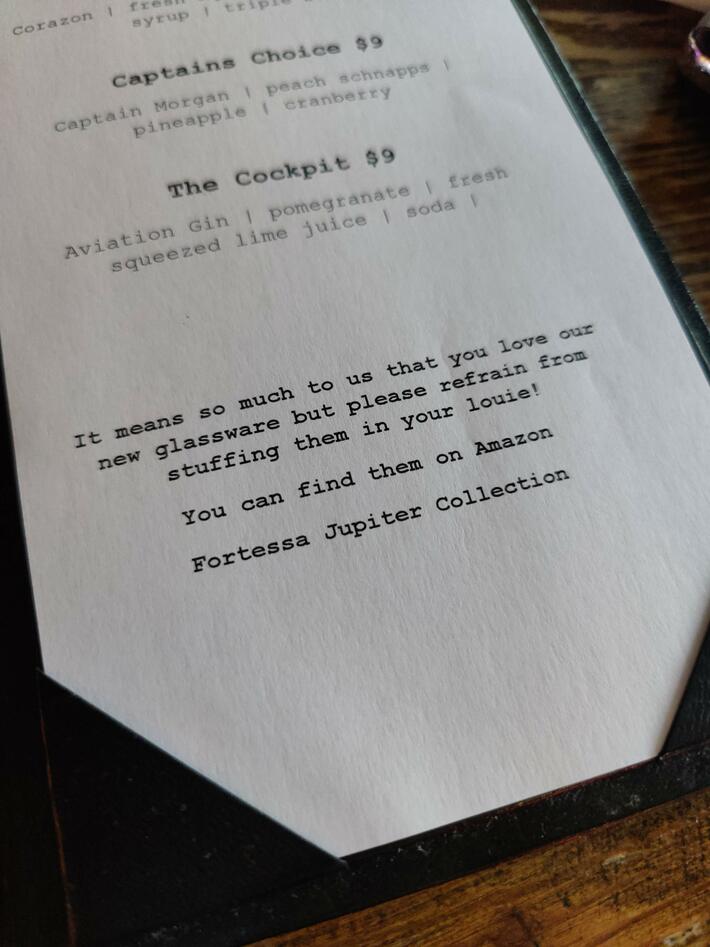 Corazon | fresh
syrup | triple
Captains Choice $9
Captain Morgan | peach schnapps |
pineapple | cranberry
The Cockpit $9
Aviation Gin | pomegranate | fresh
squeezed lime juice | soda |
It means so much to us that you love our
new glassware but please refrain from
stuffing them in your louie!
You can find them on Amazon
Fortessa Jupiter Collection